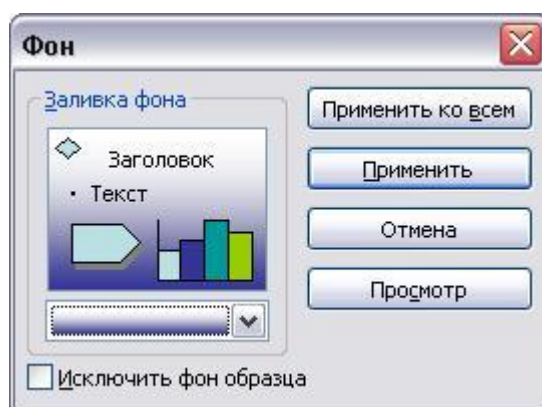 Фон
Заливка фона
Заголовок
• Текст
Применить ко всем
Применить
Отмена
Просмотр
Исключить фон образца